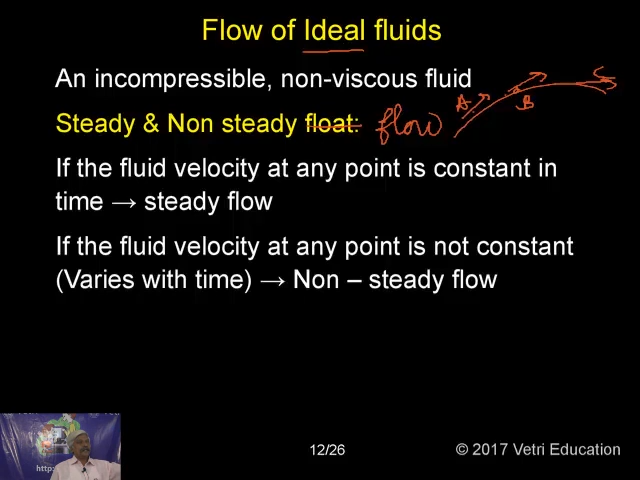 Flow of Ideal fluids
An incompressible, non-viscous fluid
Steady & Non steady float: flow
A B C
If the fluid velocity at any point is constant in
time → steady flow
If the fluid velocity at any point is not constant
(Varies with time) → Non – steady flow
http:
12/26
© 2017 Vetri Education